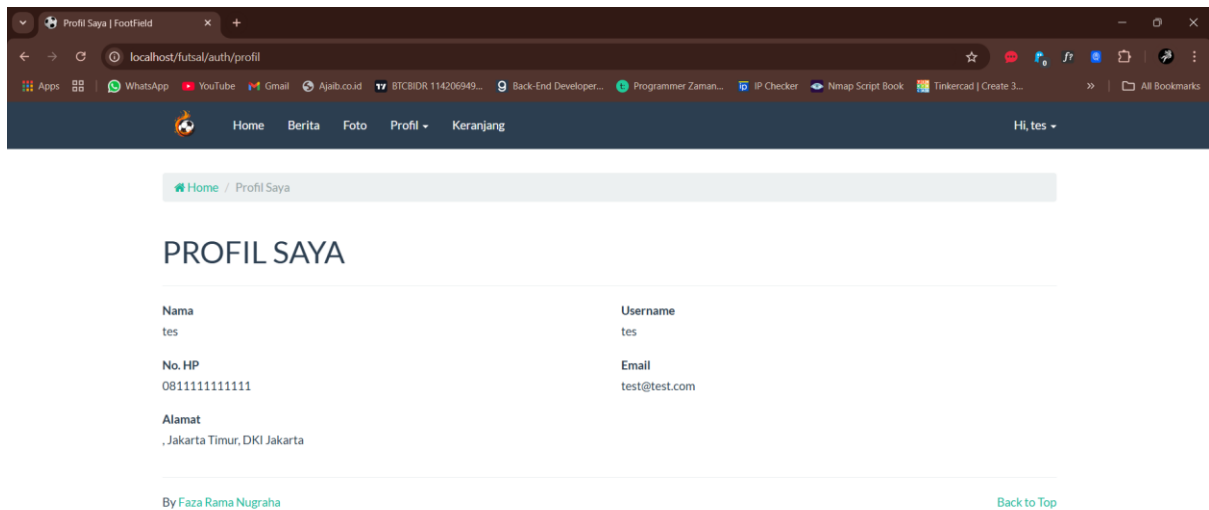 Profil Saya | FootField
localhost/futsal/auth/profil
Apps WhatsApp YouTube Gmail Ajaib.co.id BTCBIDR 114206949... Back-End Developer... Programmer Zaman... IP Checker Nmap Script Book Tinkercad | Create 3... All Bookmarks
Home Berita Foto Profil Keranjang Hi, tes
Home / Profil Saya
PROFIL SAYA
Nama Username
tes tes
No. HP Email
0811111111111 test@test.com
Alamat
, Jakarta Timur, DKI Jakarta
By Faza Rama Nugraha Back to Top